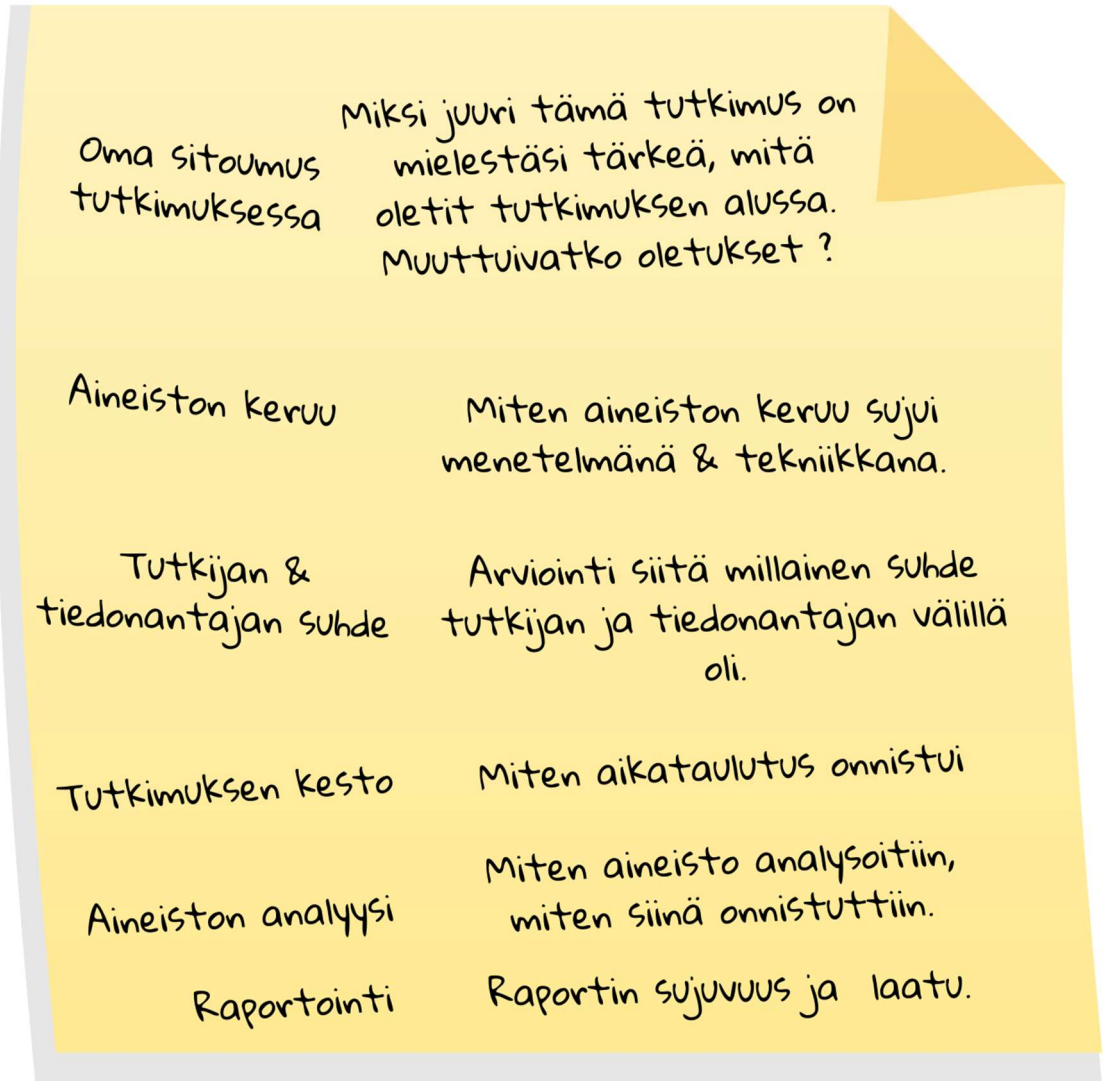 Oma sitoumus
tutkimuksessa
Miksi juuri tämä tutkimus on
mielestäsi tärkeä, mitä
oletit tutkimuksen alussa.
Muuttuivatko oletukset ?
Aineiston keruu
Miten aineiston keruu sujui
menetelmänä & tekniikkana.
Tutkijan &
tiedonantajan suhde
Arviointi siitä millainen suhde
tutkijan ja tiedonantajan välillä
oli.
Tutkimuksen kesto
Miten aikataulutus onnistui
Aineiston analyysi
Miten aineisto analysoitiin,
miten siinä onnistuttiin.
Raportointi
Raportin sujuvuus ja laatu.